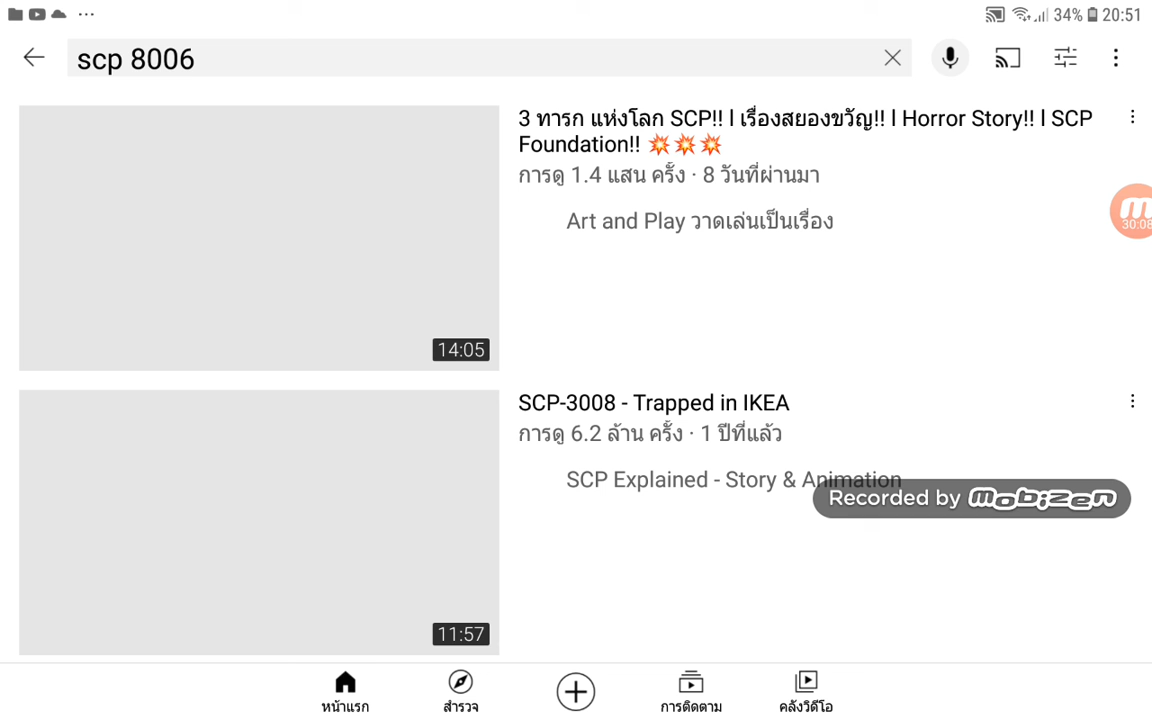 34% 20:51
scp 8006
3 ทารก แห่งโลก SCP!! l เรื่องสยองขวัญ!! l Horror Story!! l SCP
Foundation!! 💥💥💥
การดู 1.4 แสน ครั้ง · 8 วันที่ผ่านมา
Art and Play วาดเล่นเป็นเรื่อง
30:08
14:05
SCP-3008 - Trapped in IKEA
การดู 6.2 ล้าน ครั้ง · 1 ปีที่แล้ว
SCP Explained - Story & Animation
Recorded by mobizen
11:57
หน้าแรก สำรวจ การติดตาม คลังวิดีโอ